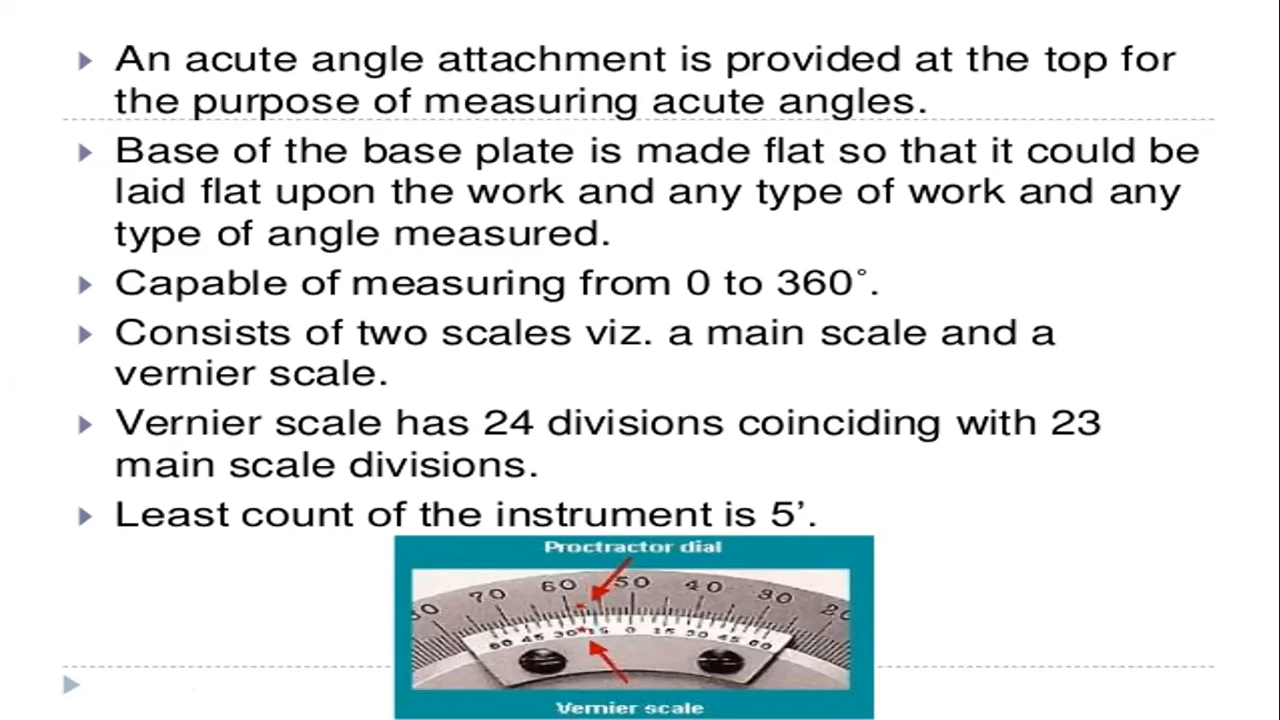 An acute angle attachment is provided at the top for
the purpose of measuring acute angles.
Base of the base plate is made flat so that it could be
laid flat upon the work and any type of work and any
type of angle measured.
Capable of measuring from 0 to 360˚.
Consists of two scales viz. a main scale and a
vernier scale.
Vernier scale has 24 divisions coinciding with 23
main scale divisions.
Least count of the instrument is 5’.
Proctractor dial
70 60 50 40 30
60 45 30 15 0 15 30 45 60
Vernier scale